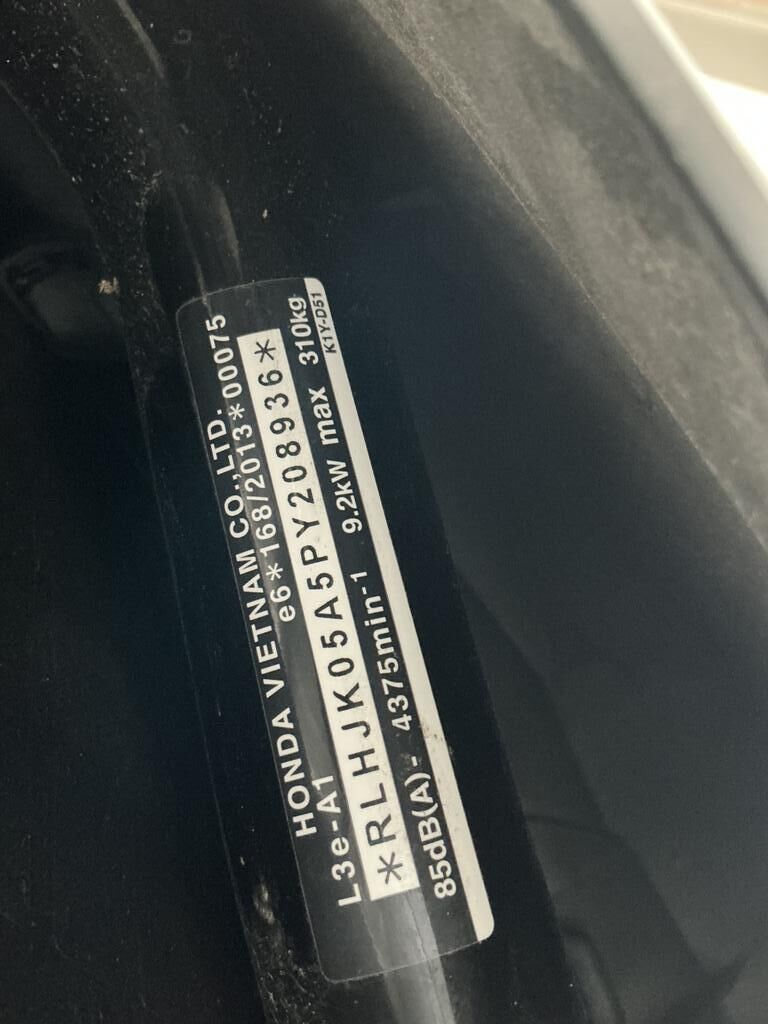 HONDA VIETNAM CO.,LTD.
L3e-A1 e6*168/2013*00075
*RLHJK05A5PY208936*
85dB(A)- 4375min-1 9.2kW max 310kg
K1Y-D51